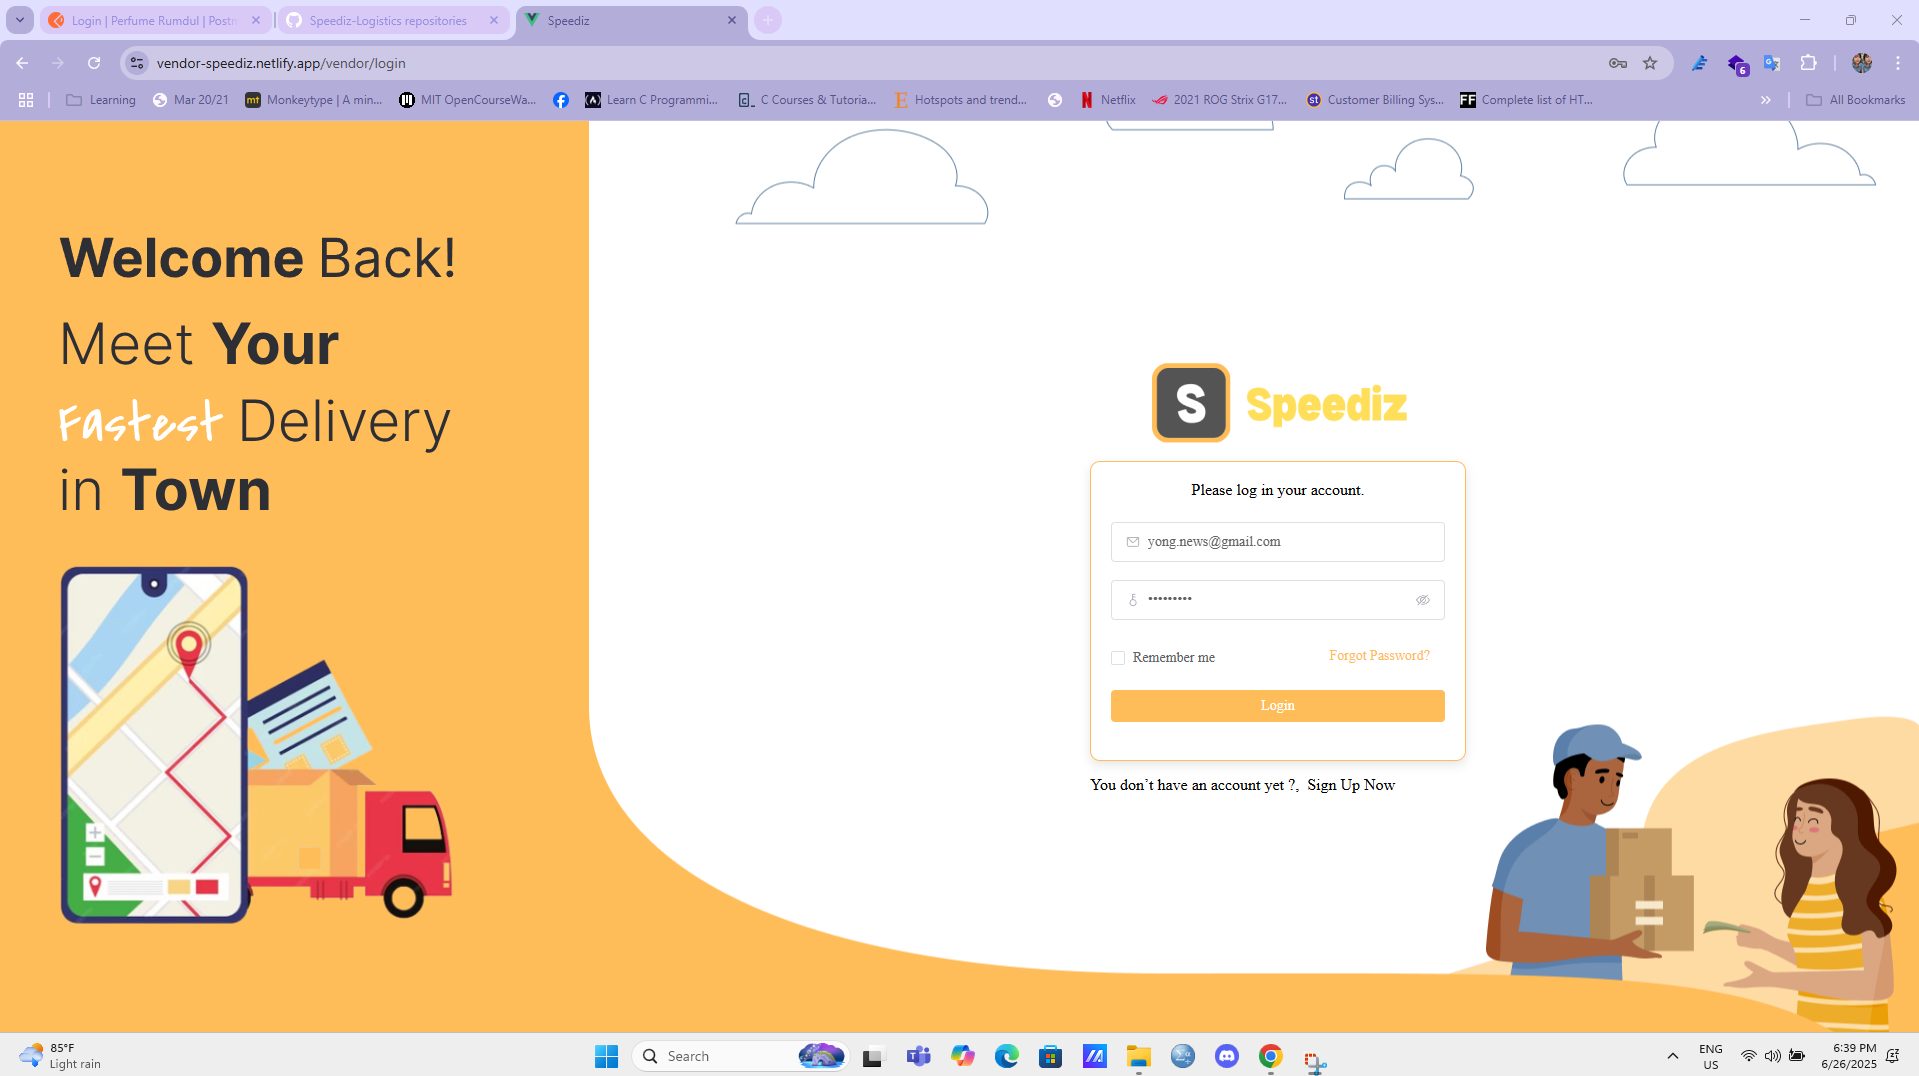 Login | Perfume Rumdul | Post
Speediz-Logistics repositories
Speediz
vendor-speediz.netlify.app/vendor/login
6
Learning
Mar 20/21
mt
Monkeytype | A min...
MIT OpenCourseWa...
Learn C Programmi...
C Courses & Tutoria...
Hotspots and trend...
Netflix
2021 ROG Strix G17...
Customer Billing Sys...
FF
Complete list of HT...
All Bookmarks
Welcome Back!
Meet Your
Fastest Delivery
in Town
S
Speediz
Please log in your account.
yong.news@gmail.com
•••••••••
Remember me
Forgot Password?
Login
You don’t have an account yet ?, Sign Up Now
85°F
Light rain
Search
ENG
US
6:39 PM
6/26/2025